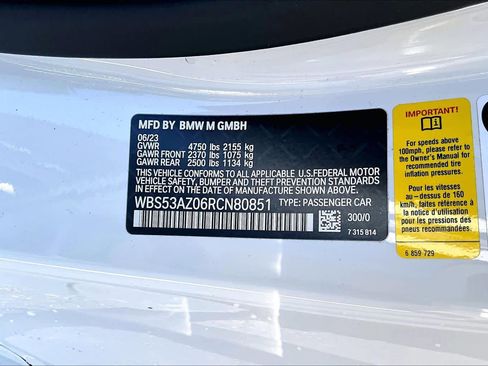 MFD BY BMW M GMBH
06/23
GVWR 4750 lbs 2155 kg
GAWR FRONT 2370 lbs 1075 kg
GAWR REAR 2500 lbs 1134 kg
THIS VEHICLE CONFORMS TO ALL APPLICABLE U.S.FEDERAL MOTOR
VEHICLE SAFETY, BUMPER AND THEFT PREVENTION STANDARDS
IN EFFECT ON THE DATE OF MANUFACTURE SHOWN ABOVE.
WBS53AZ06RCN80851 TYPE: PASSENGER CAR
300/0
7 315 814
IMPORTANT!
For speeds above
100mph, please refer to
the Owner's Manual for
recommended tire
inflation pressures.
Pour les vitesses
au-dessus de 160
km/h, faites référence
au manuel du
conducteur pour les
pressions des pneus
6 859 729